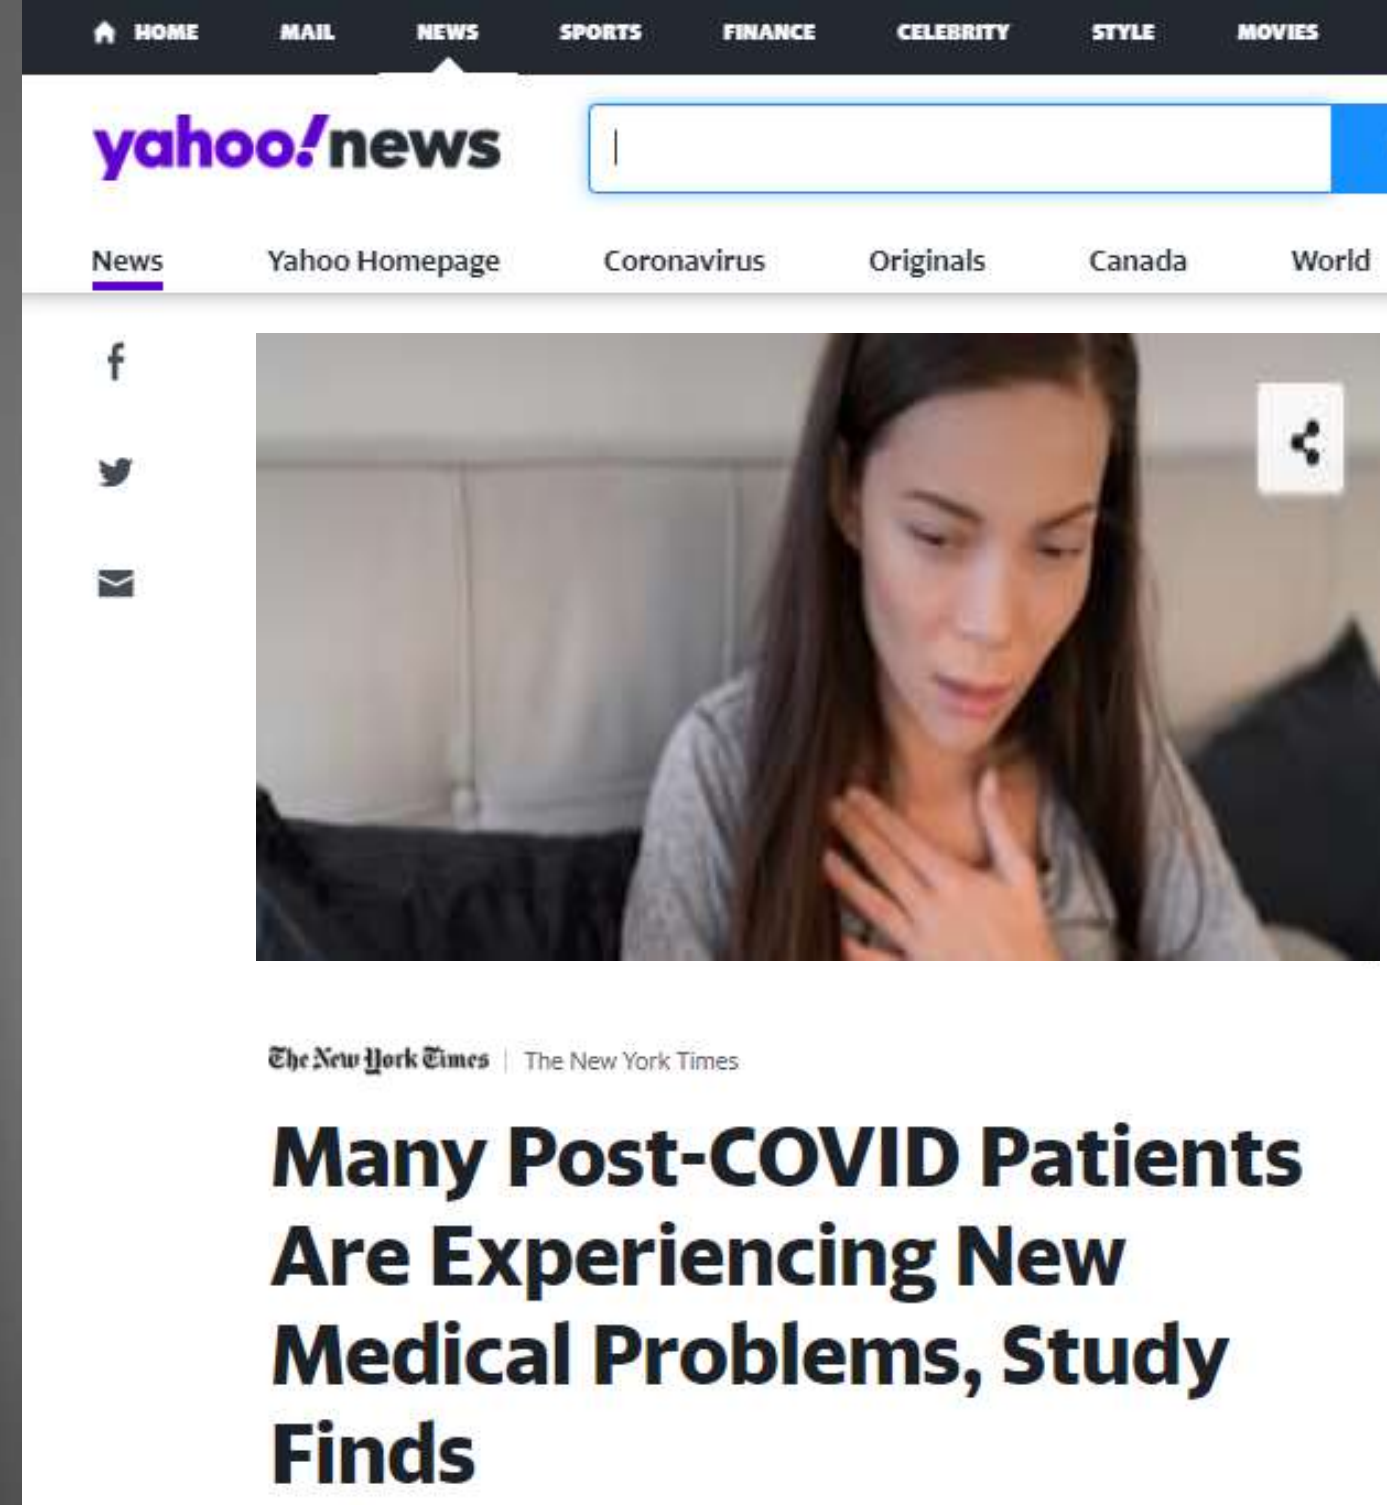 HOME MAIL NEWS SPORTS FINANCE CELEBRITY STYLE MOVIES
yahoo!news
News Yahoo Homepage Coronavirus Originals Canada World
The New York Times | The New York Times
Many Post-COVID Patients
Are Experiencing New
Medical Problems, Study
Finds